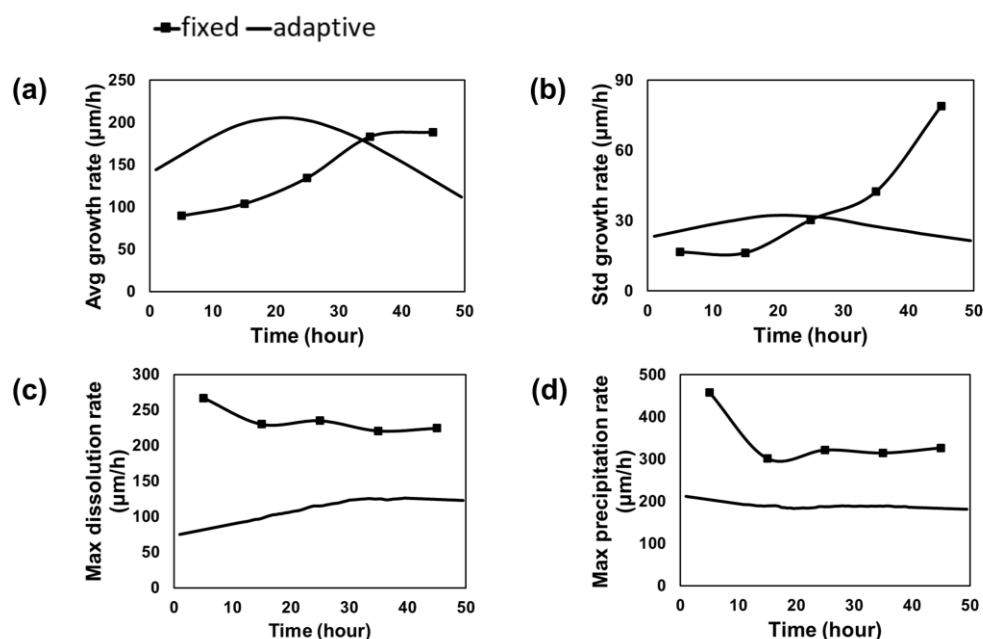 fixed adaptive
(a)
Avg growth rate (µm/h)
250
200
150
100
50
0
0 10 20 30 40 50
Time (hour)
(b)
Std growth rate (µm/h)
90
60
30
0
0 10 20 30 40 50
Time (hour)
(c)
Max dissolution rate
(µm/h)
300
250
200
150
100
50
0
0 10 20 30 40 50
Time (hour)
(d)
Max precipitation rate
(µm/h)
500
400
300
200
100
0
0 10 20 30 40 50
Time (hour)